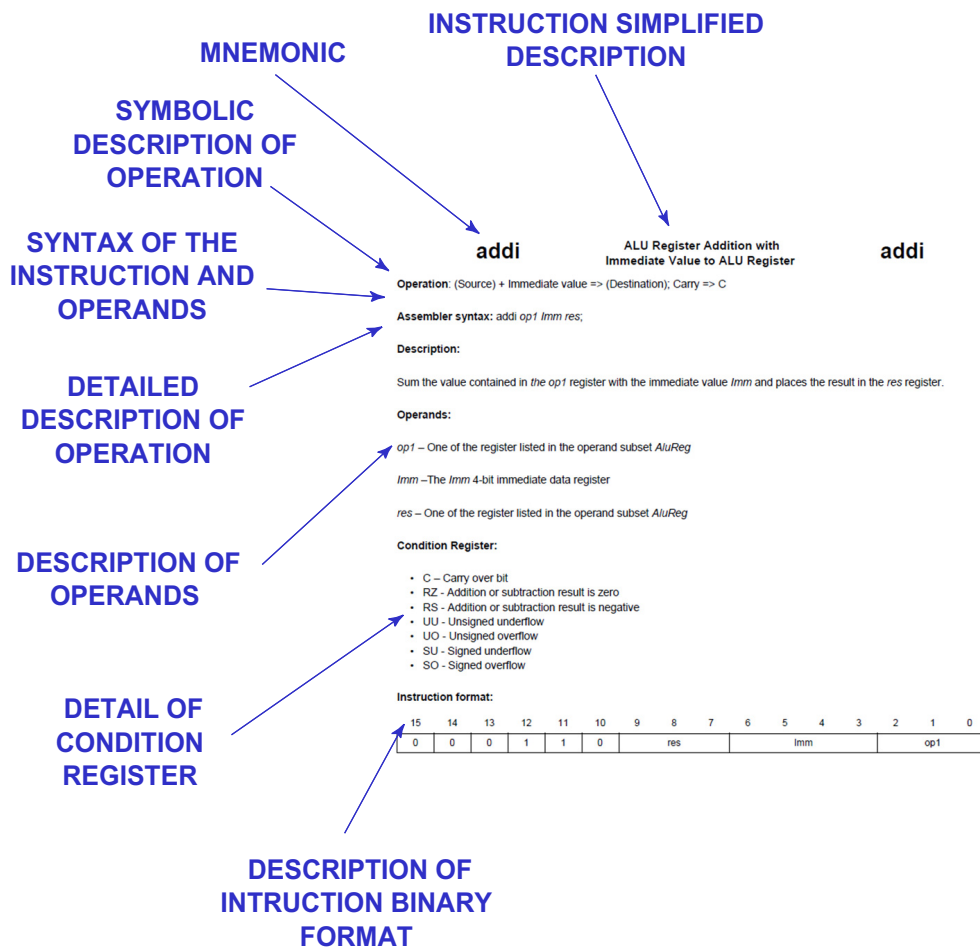 INSTRUCTION SIMPLIFIED
DESCRIPTION
MNEMONIC
SYMBOLIC
DESCRIPTION OF
OPERATION
SYNTAX OF THE
INSTRUCTION AND
OPERANDS
DETAILED
DESCRIPTION OF
OPERATION
DESCRIPTION OF
OPERANDS
DETAIL OF
CONDITION
REGISTER
DESCRIPTION OF
INTRUCTION BINARY
FORMAT
addi
ALU Register Addition with
Immediate Value to ALU Register
addi
Operation: (Source) + Immediate value => (Destination); Carry => C
Assembler syntax: addi op1 Imm res;
Description:
Sum the value contained in the op1 register with the immediate value Imm and places the result in the res register.
Operands:
op1 – One of the register listed in the operand subset AluReg
Imm –The Imm 4-bit immediate data register
res – One of the register listed in the operand subset AluReg
Condition Register:
• C – Carry over bit
• RZ - Addition or subtraction result is zero
• RS - Addition or subtraction result is negative
• UU - Unsigned underflow
• UO - Unsigned overflow
• SU - Signed underflow
• SO - Signed overflow
Instruction format:
15 14 13 12 11 10 9 8 7 6 5 4 3 2 1 0
0 0 0 1 1 0 res Imm op1